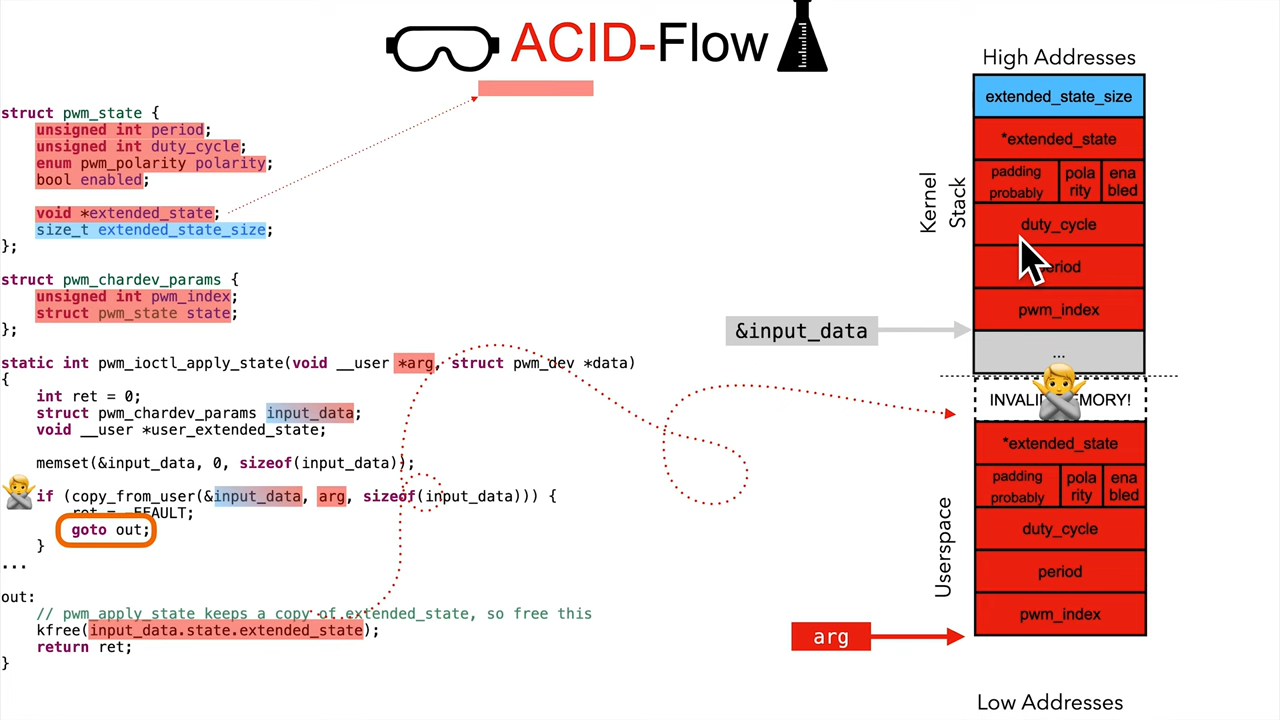 ACID-Flow
struct pwm_state {
unsigned int period;
unsigned int duty_cycle;
enum pwm_polarity polarity;
bool enabled;
void *extended_state;
size_t extended_state_size;
};
struct pwm_chardev_params {
unsigned int pwm_index;
struct pwm_state state;
};
static int pwm_ioctl_apply_state(void __user *arg, struct pwm_dev *data)
{
int ret = 0;
struct pwm_chardev_params input_data;
void __user *user_extended_state;
memset(&input_data, 0, sizeof(input_data));
if (copy_from_user(&input_data, arg, sizeof(input_data))) {
ret = -EFAULT;
goto out;
}
...
out:
// pwm_apply_state keeps a copy of extended_state, so free this
kfree(input_data.state.extended_state);
return ret;
}
High Addresses
Kernel
Stack
extended_state_size
*extended_state
padding
probably
pola
rity
ena
bled
duty_cycle
period
pwm_index
&input_data
...
INVALID MEMORY!
Userspace
*extended_state
padding
probably
pola
rity
ena
bled
duty_cycle
period
pwm_index
arg
Low Addresses